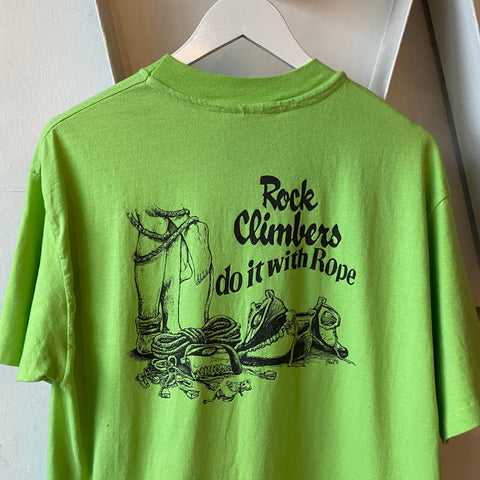 Rock
Climbers
do it with Rope